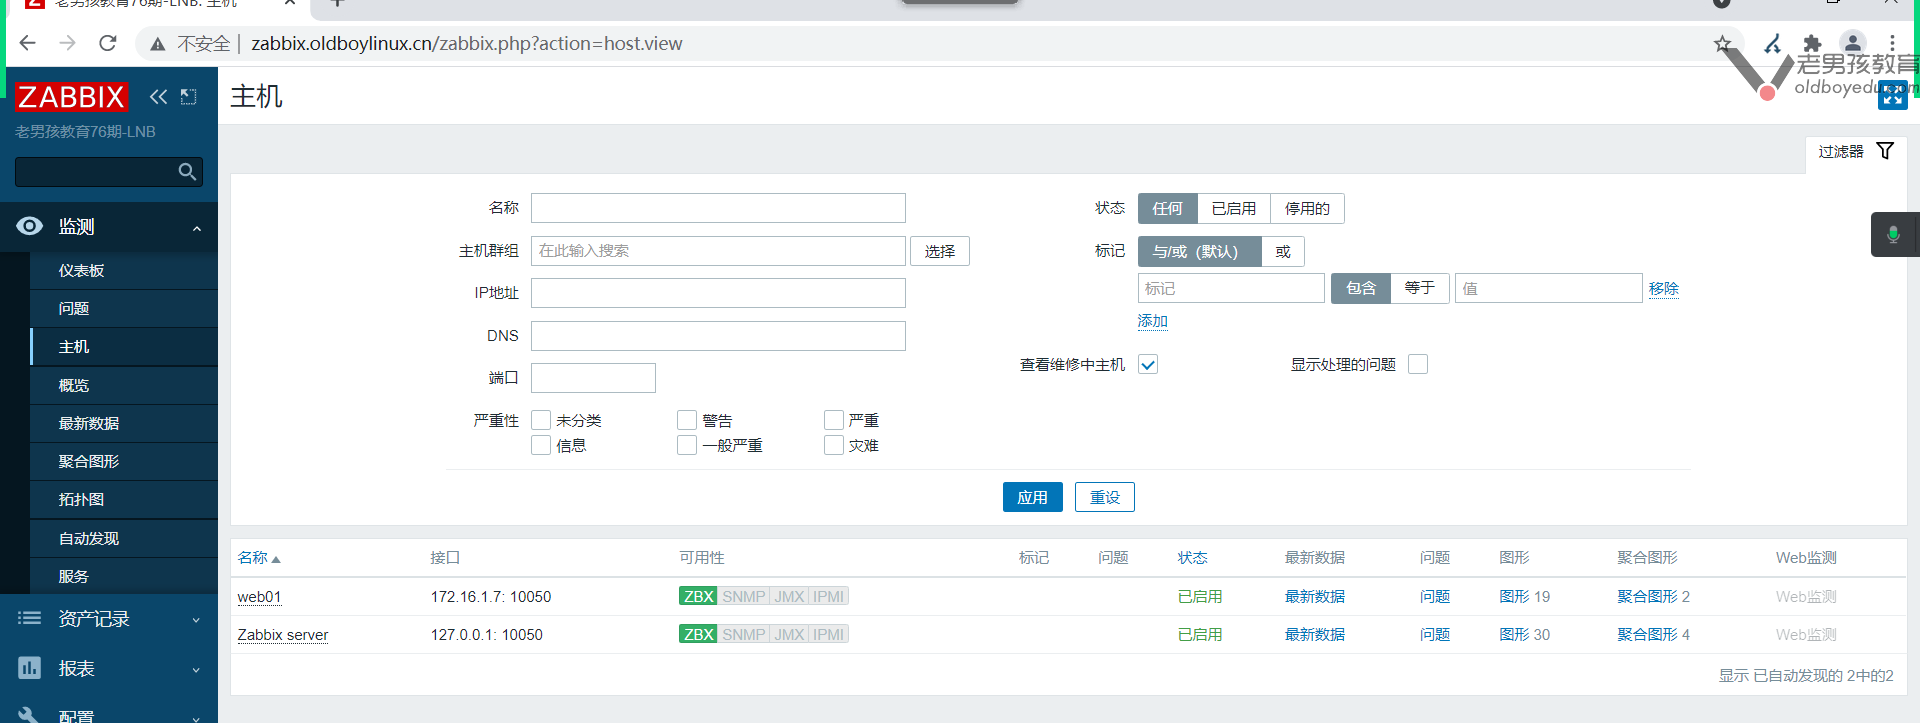 老男孩教育76期-LNB: 主机
不安全 | zabbix.oldboylinux.cn/zabbix.php?action=host.view
老男孩教育
oldboyedu.com
ZABBIX
老男孩教育76期-LNB
监测
仪表板
问题
主机
概览
最新数据
聚合图形
拓扑图
自动发现
服务
资产记录
报表
配置
主机
过滤器
名称
主机群组 在此输入搜索 选择
IP地址
DNS
端口
严重性 未分类 警告 严重
信息 一般严重 灾难
状态 任何 已启用 停用的
标记 与/或（默认） 或
标记 包含 等于 值 移除
添加
查看维修中主机 显示处理的问题
应用 重设
名称 接口 可用性 标记 问题 状态 最新数据 问题 图形 聚合图形 Web监测
web01 172.16.1.7: 10050 ZBX SNMP JMX IPMI 已启用 最新数据 问题 图形 19 聚合图形 2 Web监测
Zabbix server 127.0.0.1: 10050 ZBX SNMP JMX IPMI 已启用 最新数据 问题 图形 30 聚合图形 4 Web监测
显示 已自动发现的 2中的2